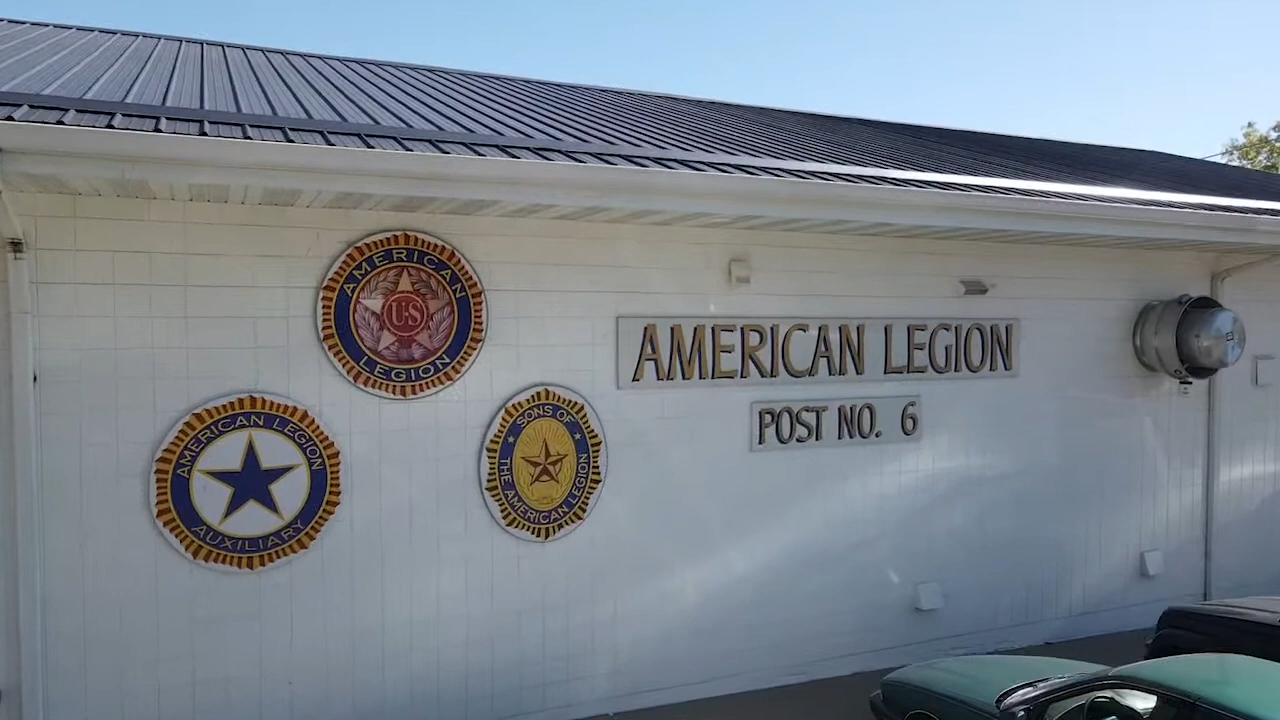 AMERICAN
U·S
LEGION
AMERICAN LEGION
AUXILIARY
SONS OF
THE AMERICAN LEGION
AMERICAN LEGION
POST NO. 6